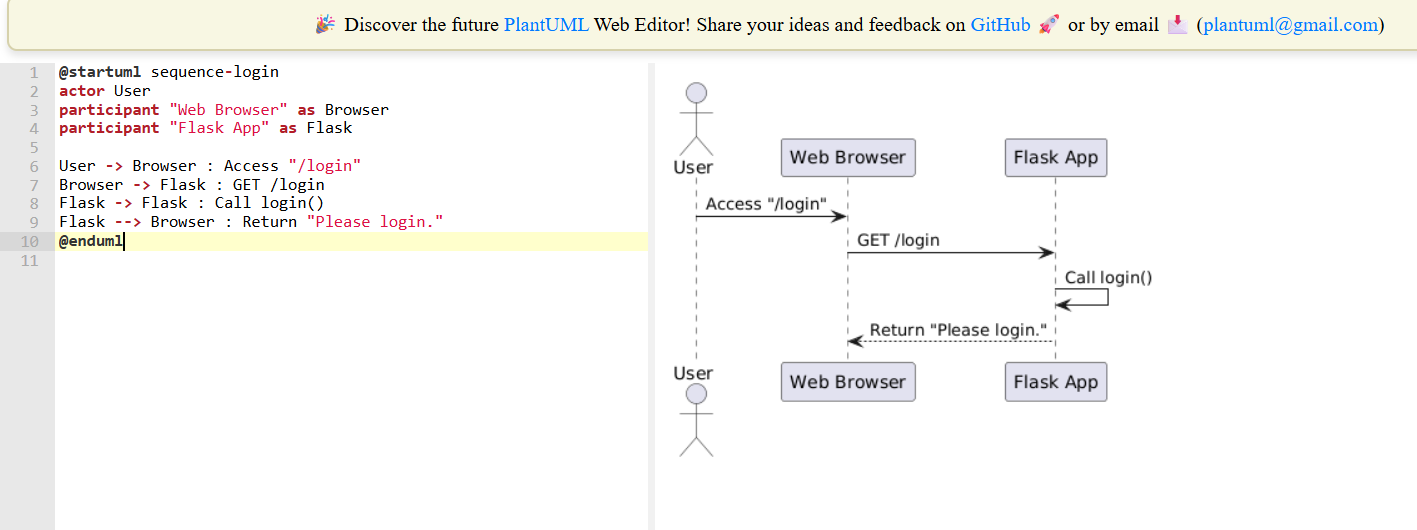 🎉 Discover the future PlantUML Web Editor! Share your ideas and feedback on GitHub 🚀 or by email 📩 (plantuml@gmail.com)
1 @startuml sequence-login
2 actor User
3 participant "Web Browser" as Browser
4 participant "Flask App" as Flask
5
6 User -> Browser : Access "/login"
7 Browser -> Flask : GET /login
8 Flask -> Flask : Call login()
9 Flask --> Browser : Return "Please login."
10 @enduml
11
User
Web Browser
Flask App
Access "/login"
GET /login
Call login()
Return "Please login."
User
Web Browser
Flask App